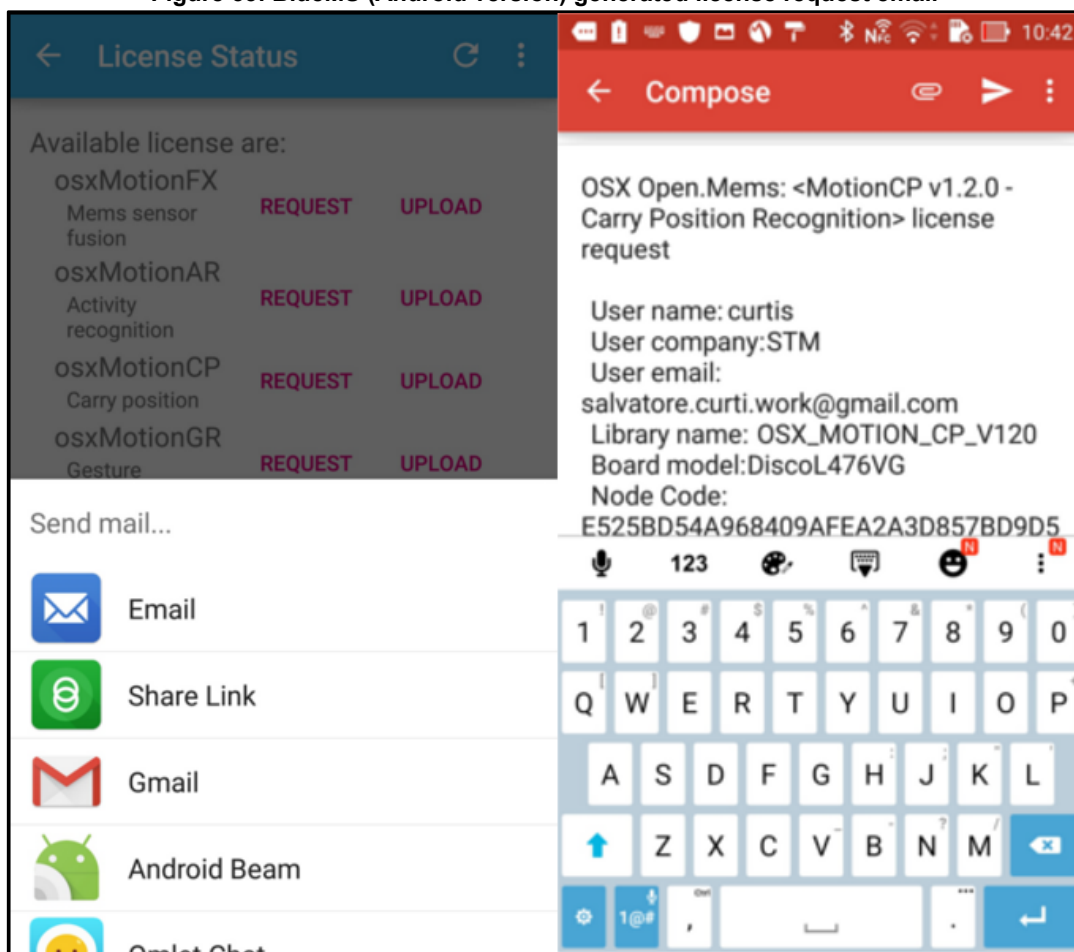 License Status
Available license are:
osxMotionFX
Mems sensor
fusion
REQUEST UPLOAD
osxMotionAR
Activity
recognition
REQUEST UPLOAD
osxMotionCP
Carry position
REQUEST UPLOAD
osxMotionGR
Gesture
REQUEST UPLOAD
Send mail...
Email
Share Link
Gmail
Android Beam
10:42
Compose
OSX Open.Mems: <MotionCP v1.2.0 -
Carry Position Recognition> license
request
User name: curtis
User company:STM
User email:
salvatore.curti.work@gmail.com
Library name: OSX_MOTION_CP_V120
Board model:DiscoL476VG
Node Code:
E525BD54A968409AFEA2A3D857BD9D5
123
1 2 3 4 5 6 7 8 9 0
Q W E R T Y U I O P
A S D F G H J K L
Z X C V B N M
1@# , .